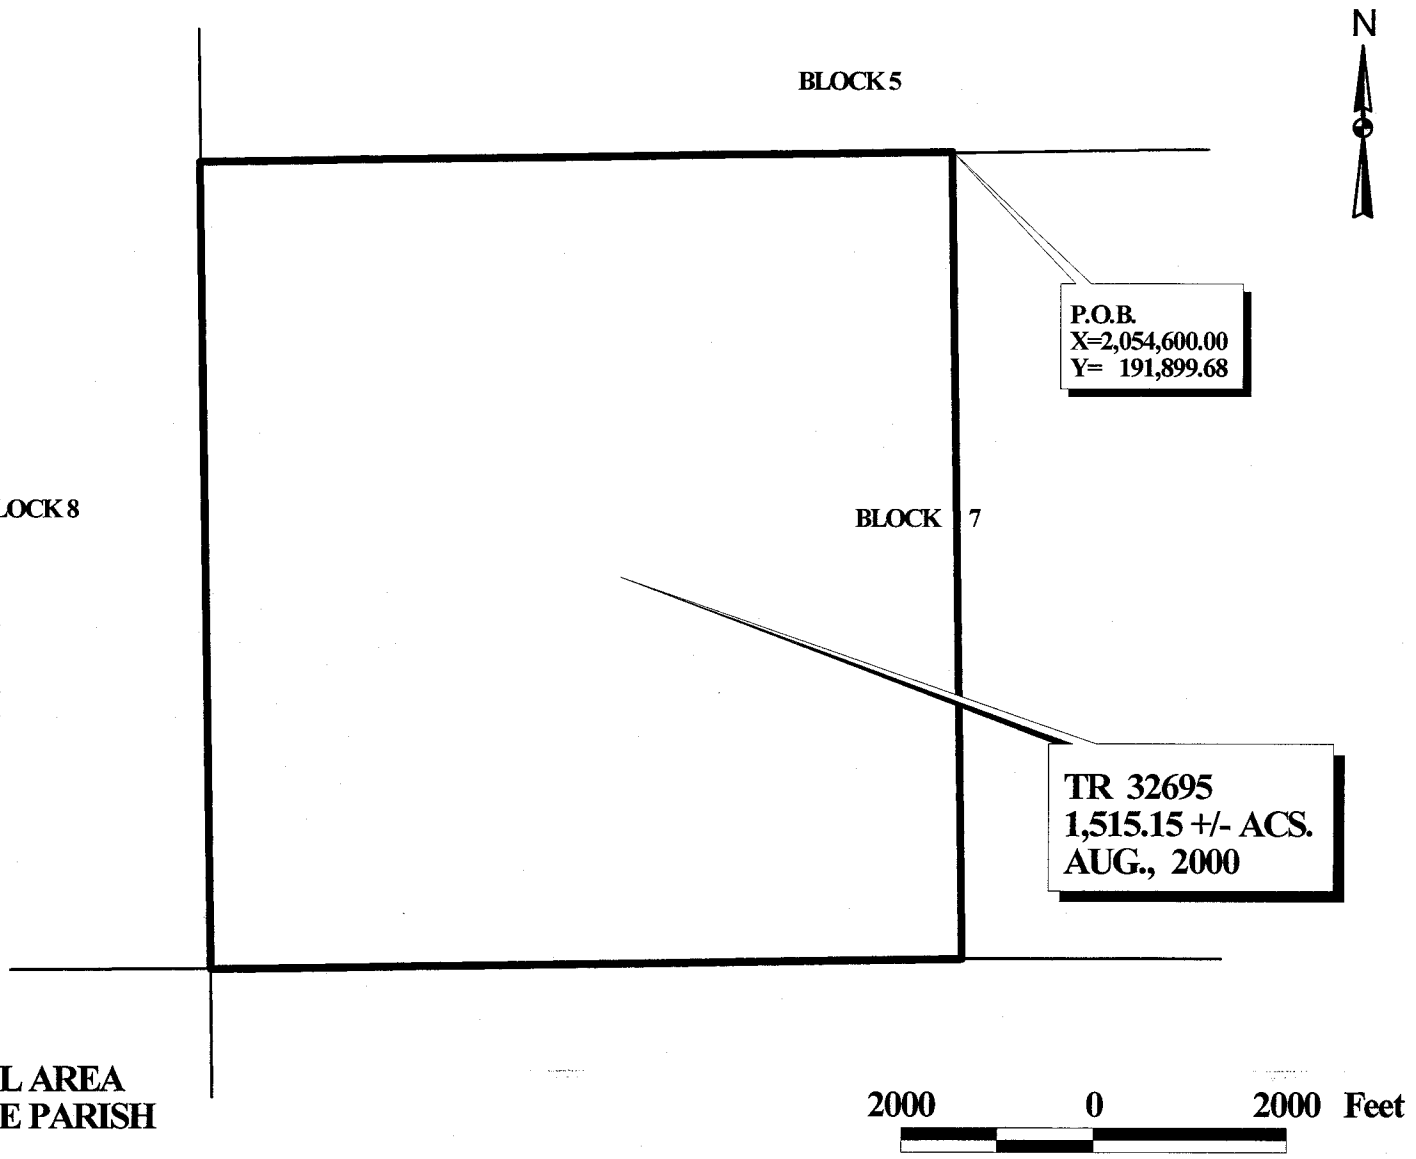 N
BLOCK 5
P.O.B.
X=2,054,600.00
Y= 191,899.68
LOCK 8
BLOCK 7
TR 32695
1,515.15 +/- ACS.
AUG., 2000
L AREA
E PARISH
2000 0 2000 Feet